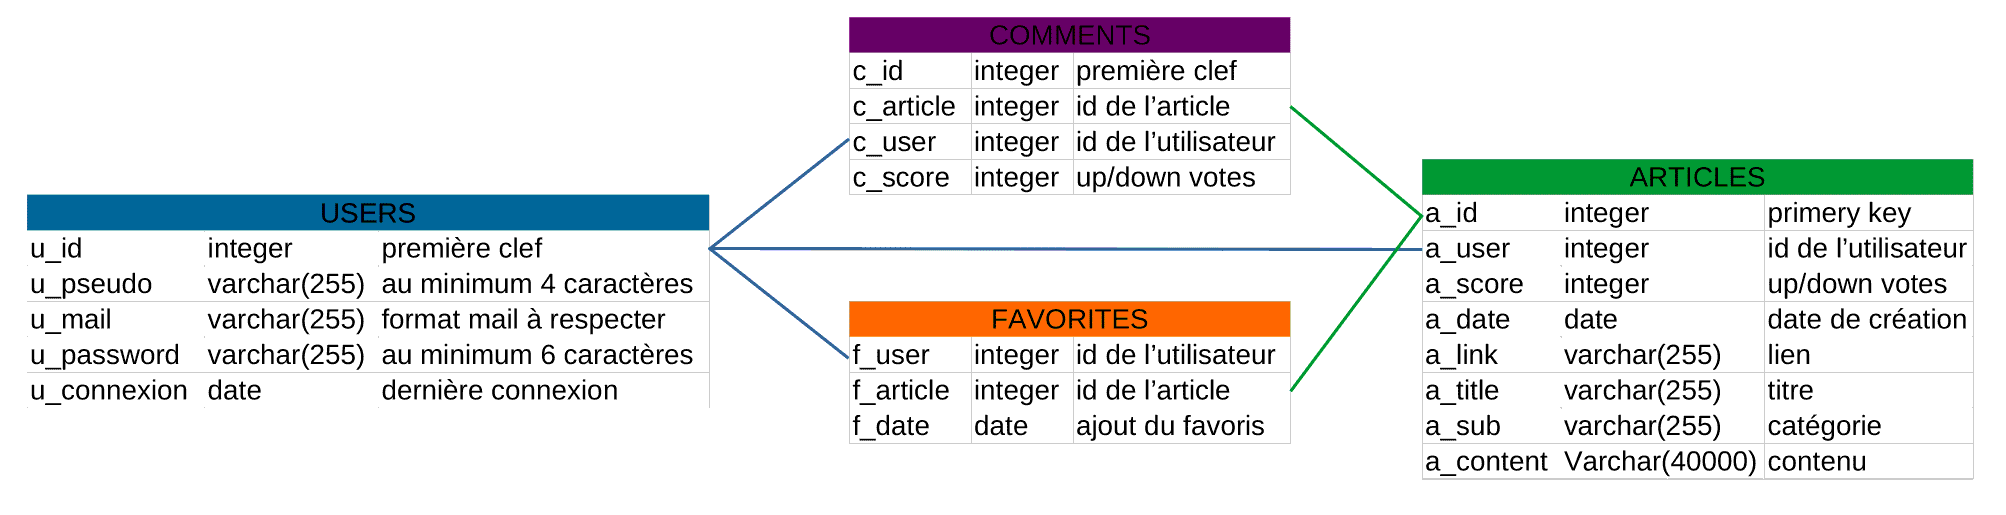 COMMENTS
c_id integer première clef
c_article integer id de l’article
c_user integer id de l’utilisateur
c_score integer up/down votes
USERS
u_id integer première clef
u_pseudo varchar(255) au minimum 4 caractères
u_mail varchar(255) format mail à respecter
u_password varchar(255) au minimum 6 caractères
u_connexion date dernière connexion
FAVORITES
f_user integer id de l’utilisateur
f_article integer id de l’article
f_date date ajout du favoris
ARTICLES
a_id integer primery key
a_user integer id de l’utilisateur
a_score integer up/down votes
a_date date date de création
a_link varchar(255) lien
a_title varchar(255) titre
a_sub varchar(255) catégorie
a_content Varchar(40000) contenu